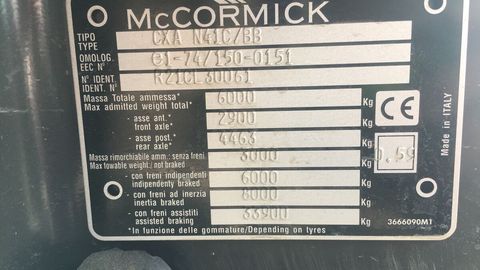 McCORMICK
TIPO
TYPE CXA N41C/BB
OMOLOG.
EEC N° e1-74/150-0151
N° IDENT.
IDENT. N° RZ1CL30061
Massa Totale ammessa*
Max admitted weight total* 6000 Kg
- asse ant.*
front axle* 2900 Kg
- asse post.*
rear axle* 4463 Kg
Massa rimorchiabile amm.: senza freni
Max towable weight.: not braked 3000 Kg
- con freni indipendenti
independenty braked 6000 Kg
- con freni ad inerzia
inertia braked 8000 Kg
- con freni assistiti
assisted braking 33900 Kg
*In funzione delle gommature/Depending on tyres
CE
0.59
Made in ITALY
3666090M1